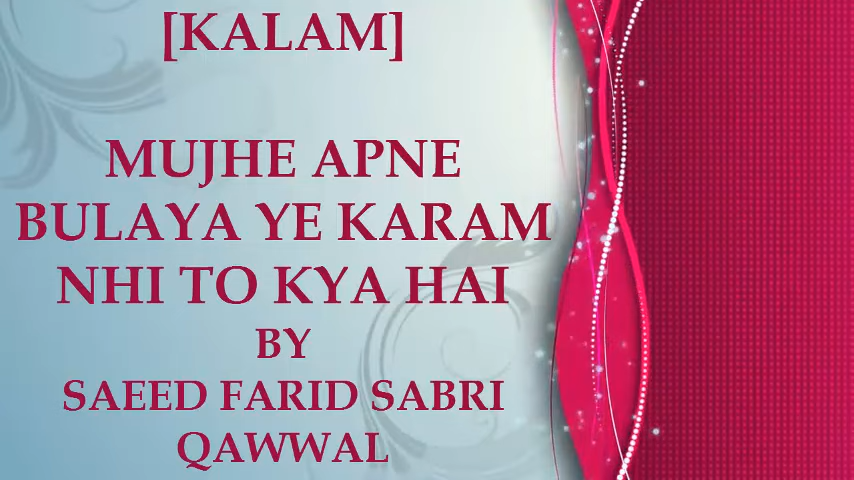 [KALAM]
MUJHE APNE
BULAYA YE KARAM
NHI TO KYA HAI
BY
SAEED FARID SABRI
QAWWAL